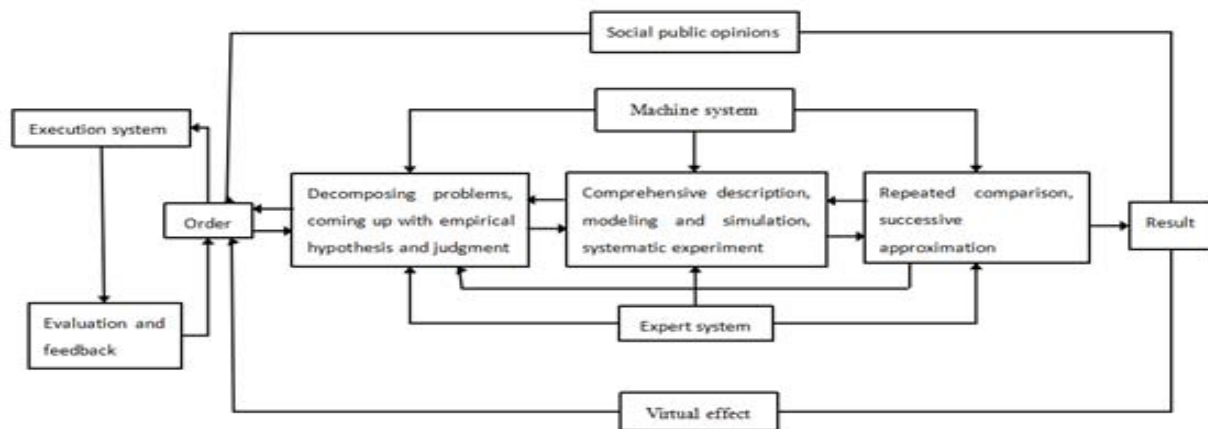 Social public opinions
Machine system
Execution system
Decomposing problems,
coming up with empirical
hypothesis and judgment
Comprehensive description,
modeling and simulation,
systematic experiment
Repeated comparison,
successive
approximation
Order
Result
Evaluation and
feedback
Expert system
Virtual effect